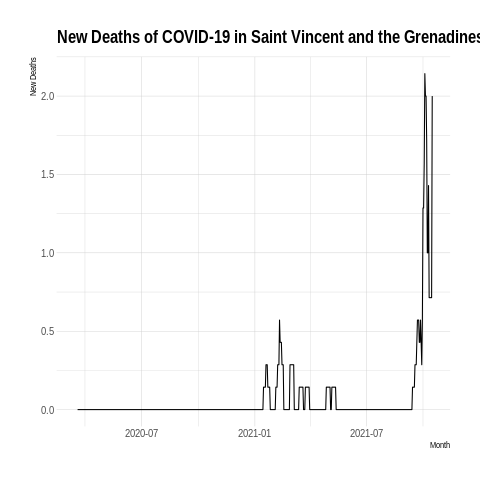 New Deaths of COVID-19 in Saint Vincent and the Grenadines
New Deaths
2.0
1.5
1.0
0.5
0.0
2020-07
2021-01
2021-07
Month